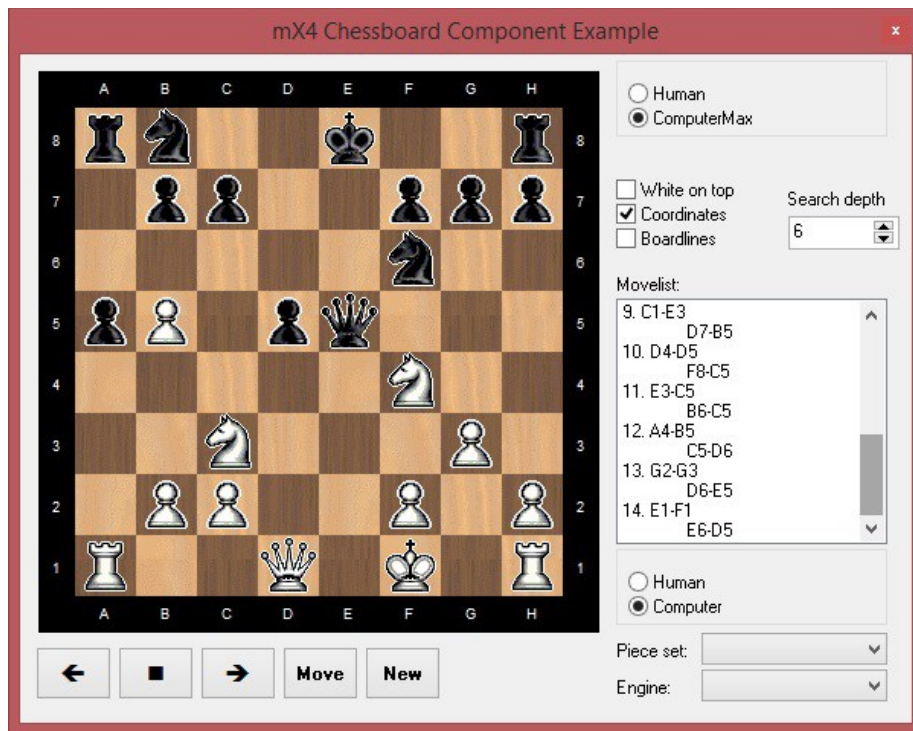 mX4 Chessboard Component Example
x
A B C D E F G H
8 8
7 7
6 6
5 5
4 4
3 3
2 2
1 1
A B C D E F G H
Human
ComputerMax
White on top
Coordinates
Boardlines
Search depth
6
Movelist:
9. C1-E3
D7-B5
10. D4-D5
F8-C5
11. E3-C5
B6-C5
12. A4-B5
C5-D6
13. G2-G3
D6-E5
14. E1-F1
E6-D5
Human
Computer
Piece set:
Engine:
Move New